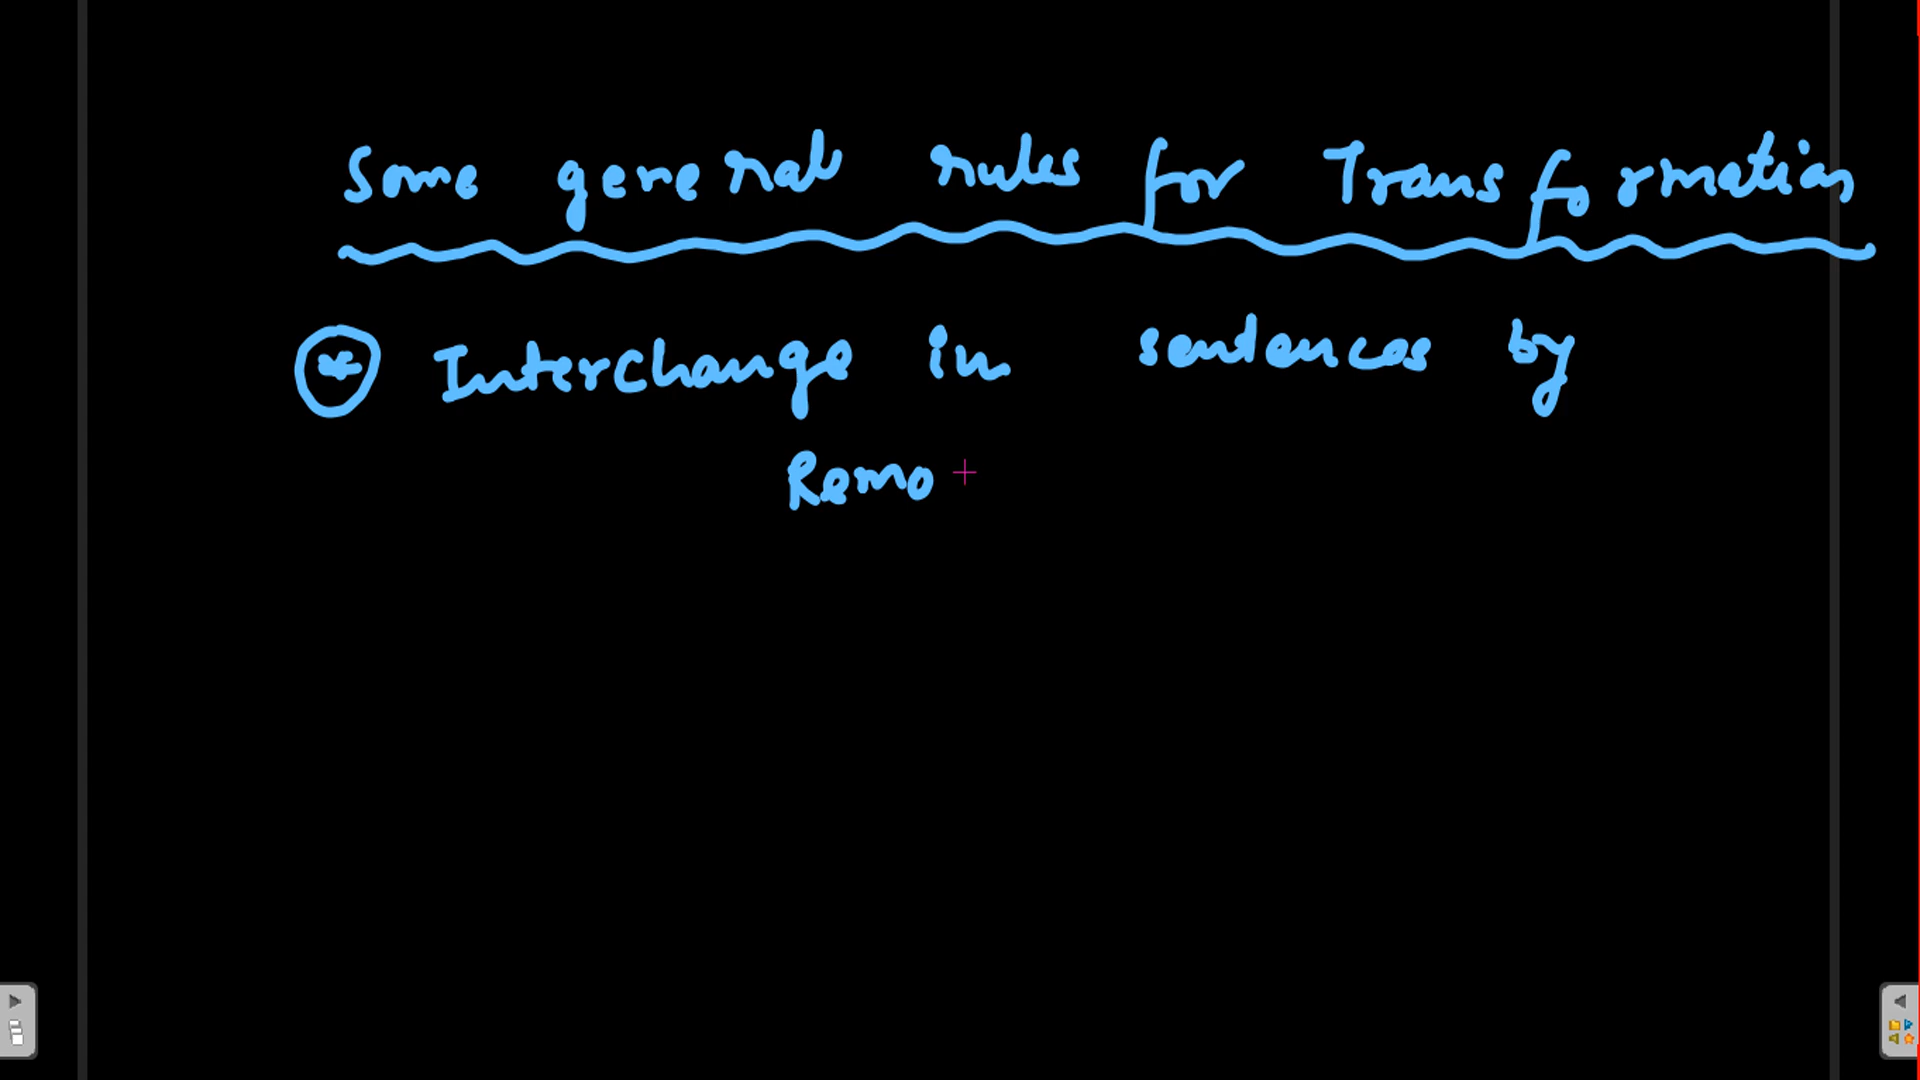 Some general rules for Transformation
* Interchange in sentences by
Remo